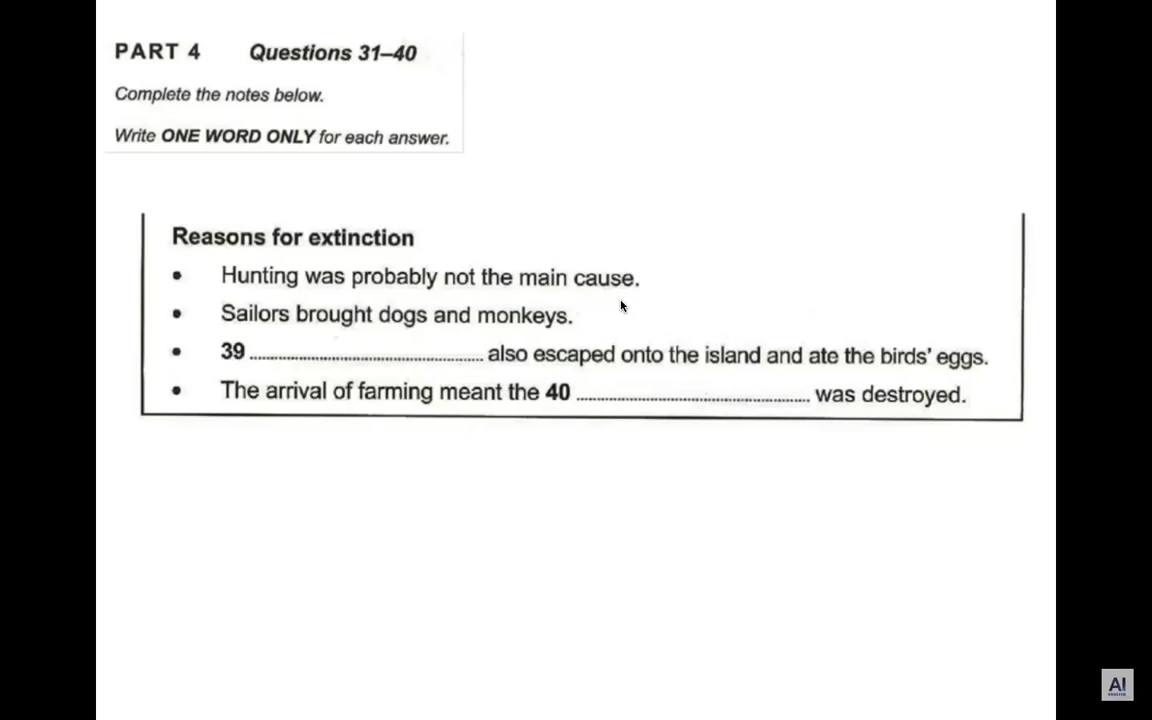 PART 4 Questions 31–40
Complete the notes below.
Write ONE WORD ONLY for each answer.
Reasons for extinction
• Hunting was probably not the main cause.
• Sailors brought dogs and monkeys.
• 39 ................................................ also escaped onto the island and ate the birds' eggs.
• The arrival of farming meant the 40 ................................................ was destroyed.
AI